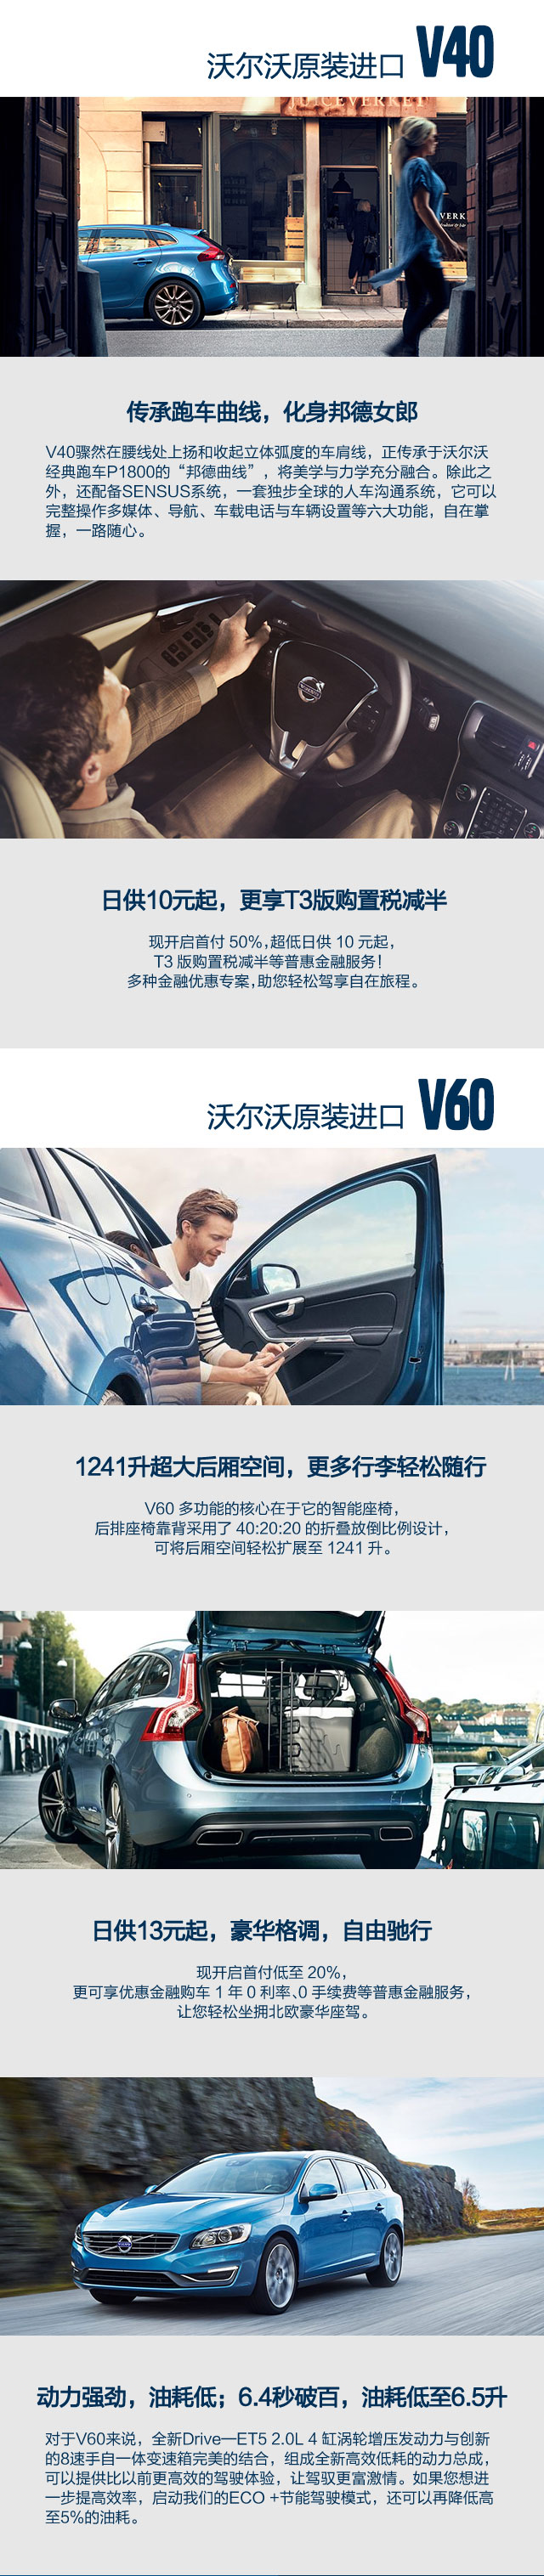 沃尔沃原装进口 V40
JUICEVERKET
VERK
传承跑车曲线，化身邦德女郎
V40骤然在腰线处上扬和收起立体弧度的车肩线，正传承于沃尔沃
经典跑车P1800的“邦德曲线”，将美学与力学充分融合。除此之
外，还配备SENSUS系统，一套独步全球的人车沟通系统，它可以
完整操作多媒体、导航、车载电话与车辆设置等六大功能，自在掌
握，一路随心。
日供10元起，更享T3版购置税减半
现开启首付 50%，超低日供 10 元起，
T3 版购置税减半等普惠金融服务！
多种金融优惠专案，助您轻松驾享自在旅程。
沃尔沃原装进口 V60
1241升超大后厢空间，更多行李轻松随行
V60 多功能的核心在于它的智能座椅，
后排座椅靠背采用了 40:20:20 的折叠放倒比例设计，
可将后厢空间轻松扩展至 1241 升。
日供13元起，豪华格调，自由驰行
现开启首付低至 20%，
更可享优惠金融购车 1 年 0 利率、0 手续费等普惠金融服务，
让您轻松坐拥北欧豪华座驾。
动力强劲，油耗低；6.4秒破百，油耗低至6.5升
对于V60来说，全新Drive—ET5 2.0L 4 缸涡轮增压发动力与创新
的8速手自一体变速箱完美的结合，组成全新高效低耗的动力总成，
可以提供比以前更高效的驾驶体验，让驾驭更富激情。如果您想进
一步提高效率，启动我们的ECO +节能驾驶模式，还可以再降低高
至5%的油耗。